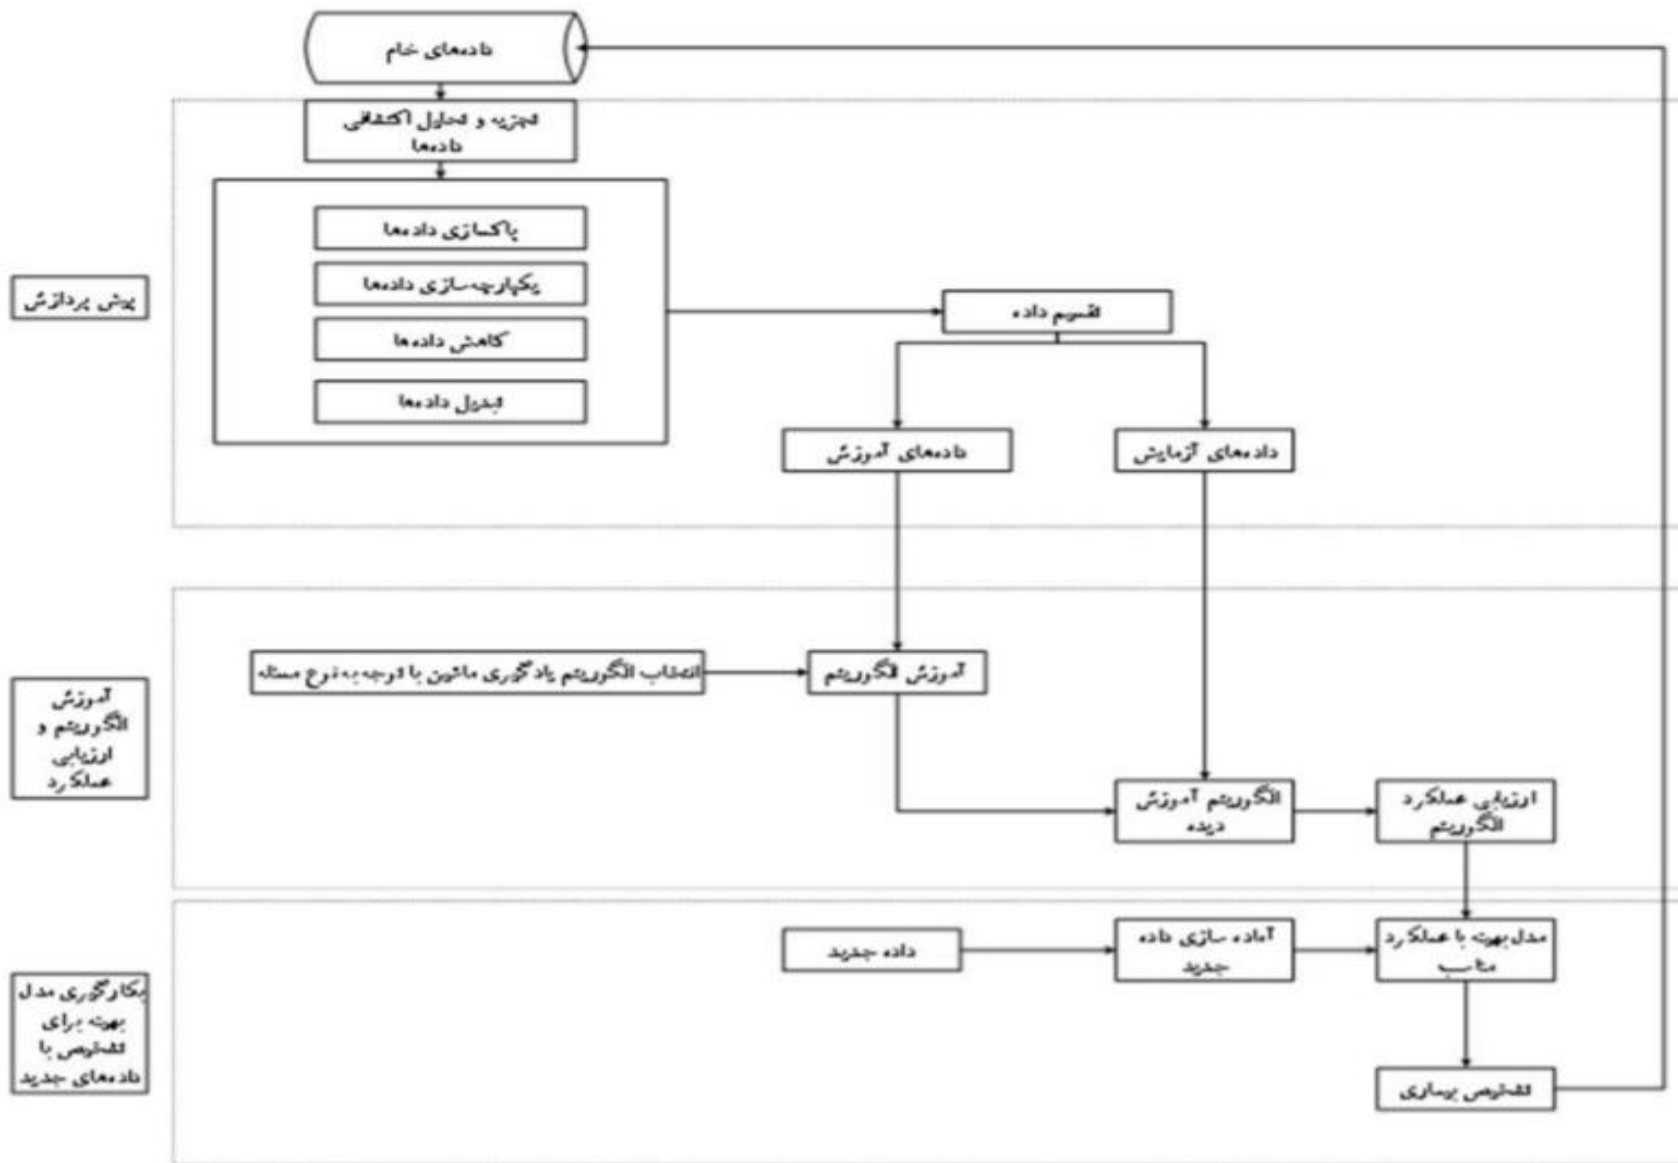 داده‌های خام
تجزیه و تحلیل اکتشافی
داده‌ها
پاکسازی داده‌ها
یکپارچه‌سازی داده‌ها
کاهش داده‌ها
تبدیل داده‌ها
پیش پردازش
تقسیم داده
داده‌های آموزش
داده‌های آزمایش
انتخاب الگوریتم یادگیری ماشین با توجه به نوع مسئله
آموزش الگوریتم
آموزش
الگوریتم و
ارزیابی
عملکرد
الگوریتم آموزش
دیده
ارزیابی عملکرد
الگوریتم
داده جدید
آماده سازی داده
جدید
مدل بهینه با عملکرد
مناسب
بکارگیری مدل
بهینه برای
تشخیص با
داده‌های جدید
تشخیص بیماری